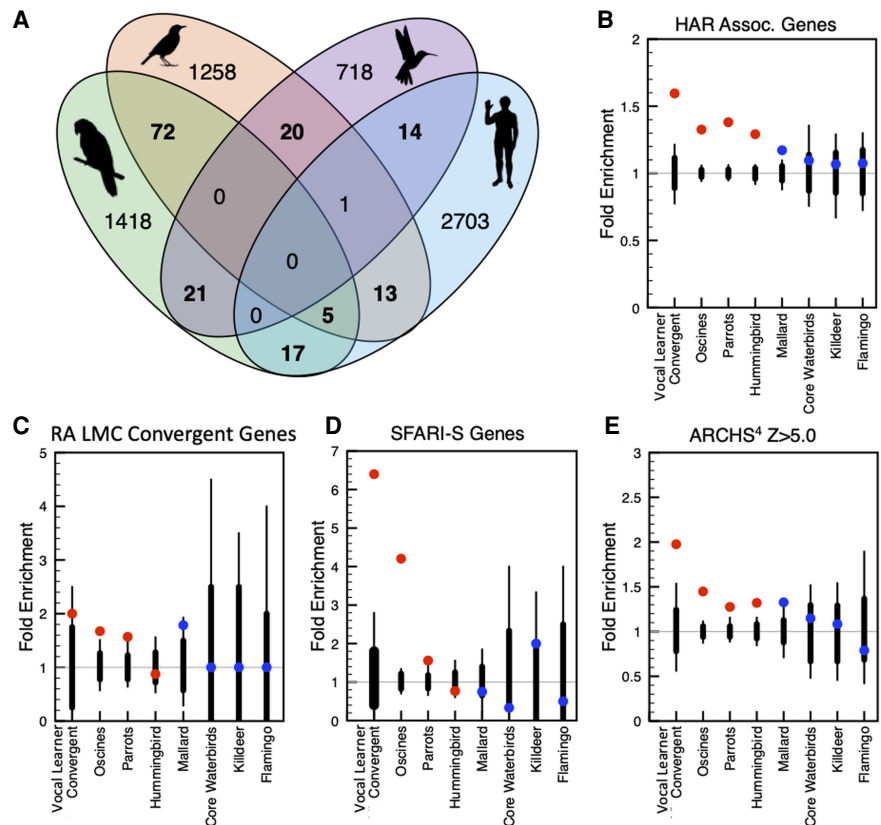 A
1258
718
72
20
14
0
1
1418
2703
0
21
13
0
5
17
B
HAR Assoc. Genes
Fold Enrichment
2
1.5
1
0.5
0
Vocal Learner
Convergent
Oscines
Parrots
Hummingbird
Mallard
Core Waterbirds
Killdeer
Flamingo
C
RA LMC Convergent Genes
Fold Enrichment
5
4
3
2
1
0
Vocal Learner
Convergent
Oscines
Parrots
Hummingbird
Mallard
Core Waterbirds
Killdeer
Flamingo
D
SFARI-S Genes
Fold Enrichment
7
6
5
4
3
2
1
0
Vocal Learner
Convergent
Oscines
Parrots
Hummingbird
Mallard
Core Waterbirds
Killdeer
Flamingo
E
ARCHS⁴ Z>5.0
Fold Enrichment
3
2.5
2
1.5
1
0.5
0
Vocal Learner
Convergent
Oscines
Parrots
Hummingbird
Mallard
Core Waterbirds
Killdeer
Flamingo